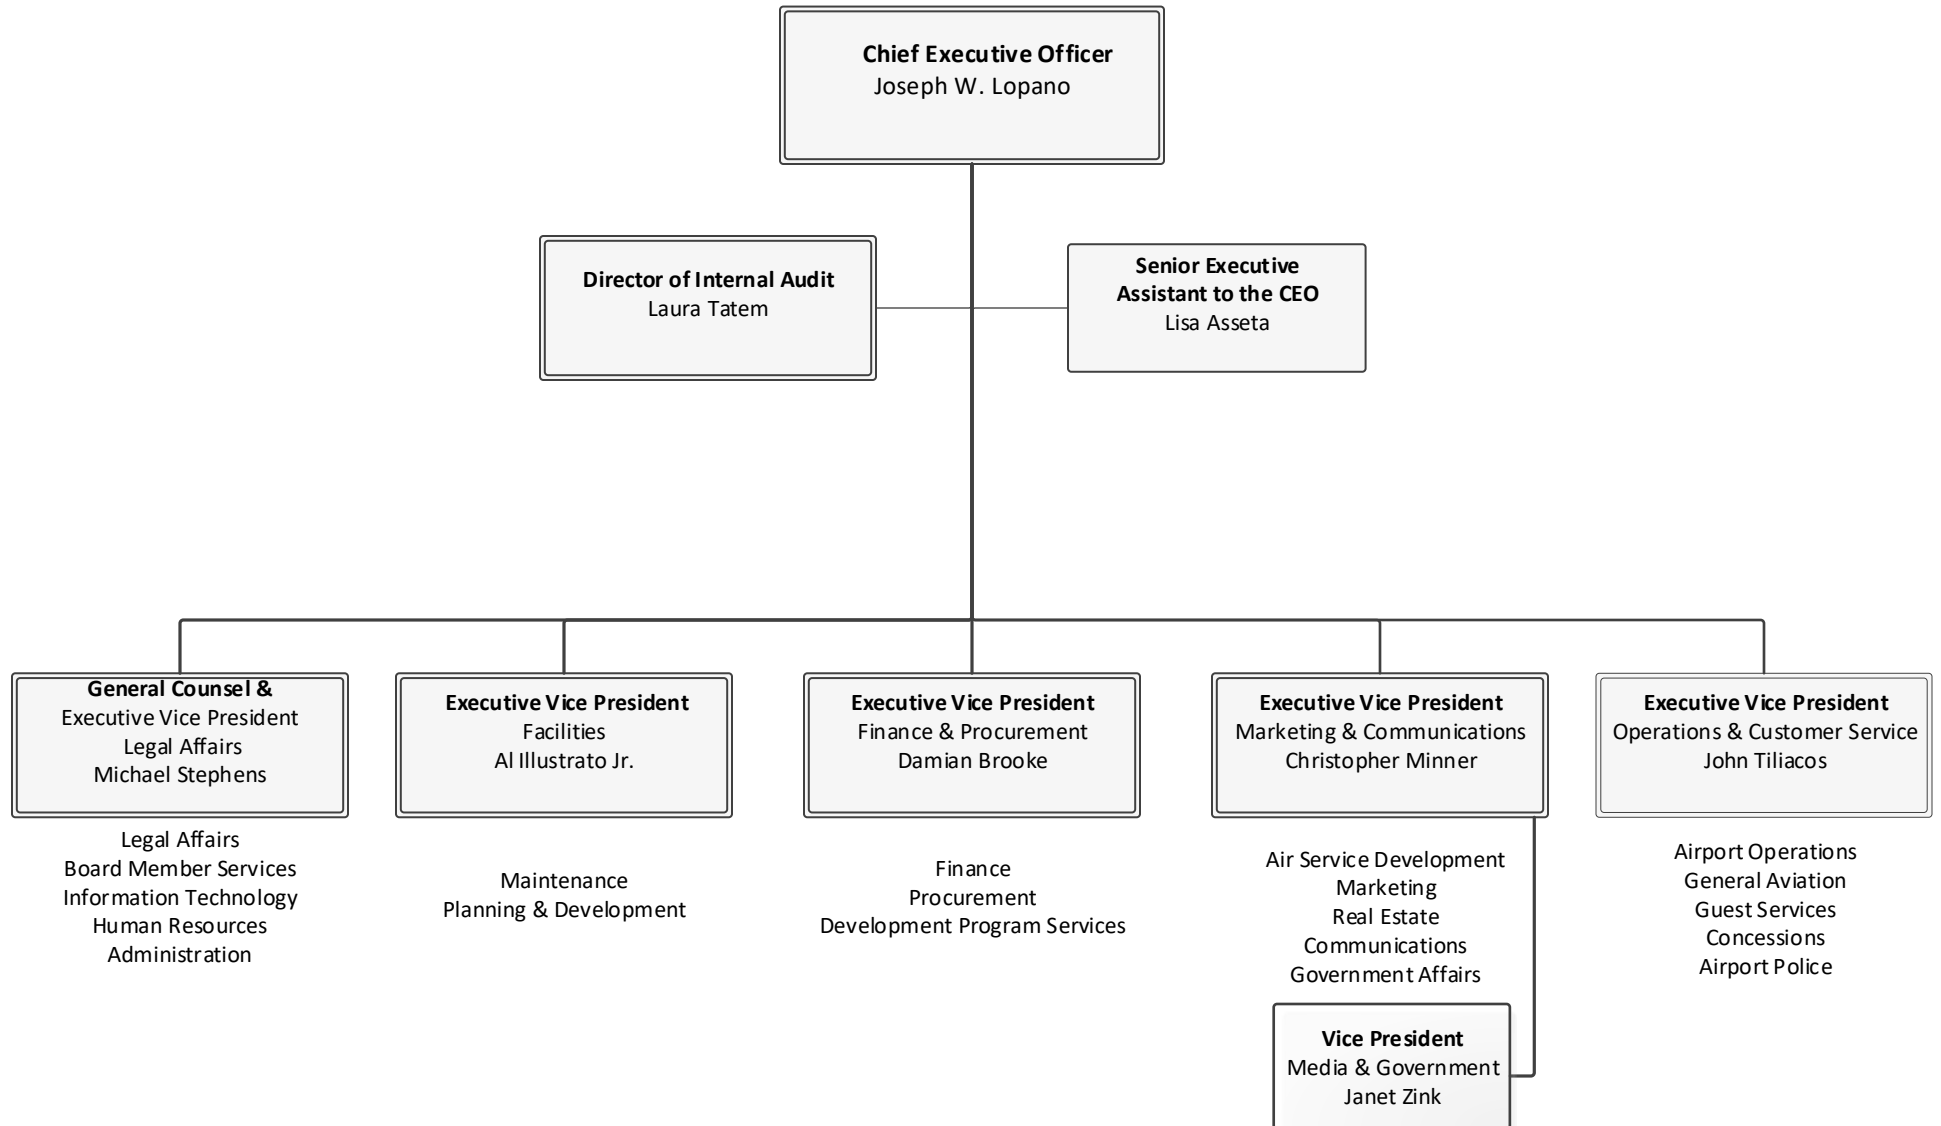 Chief Executive Officer
Joseph W. Lopano
Director of Internal Audit
Laura Tatem
Senior Executive
Assistant to the CEO
Lisa Asseta
General Counsel &
Executive Vice President
Legal Affairs
Michael Stephens
Legal Affairs
Board Member Services
Information Technology
Human Resources
Administration
Executive Vice President
Facilities
Al Illustrato Jr.
Maintenance
Planning & Development
Executive Vice President
Finance & Procurement
Damian Brooke
Finance
Procurement
Development Program Services
Executive Vice President
Marketing & Communications
Christopher Minner
Air Service Development
Marketing
Real Estate
Communications
Government Affairs
Vice President
Media & Government
Janet Zink
Executive Vice President
Operations & Customer Service
John Tiliacos
Airport Operations
General Aviation
Guest Services
Concessions
Airport Police